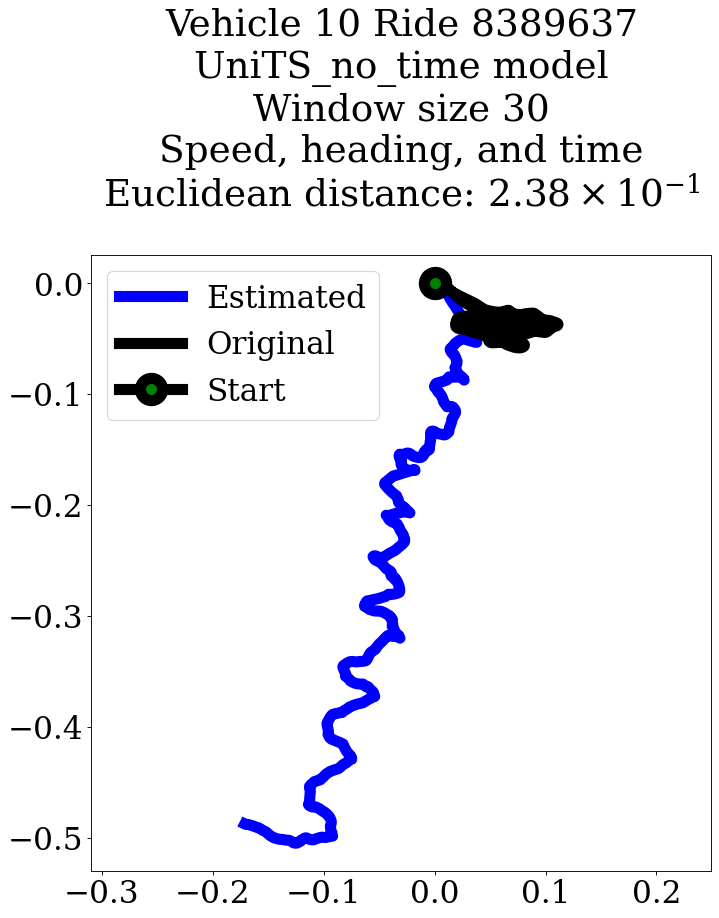 Vehicle 10 Ride 8389637
UniTS_no_time model
Window size 30
Speed, heading, and time
Euclidean distance: 2.38 × 10⁻¹
Estimated
Original
Start
0.0
−0.1
−0.2
−0.3
−0.4
−0.5
−0.3 −0.2 −0.1 0.0 0.1 0.2